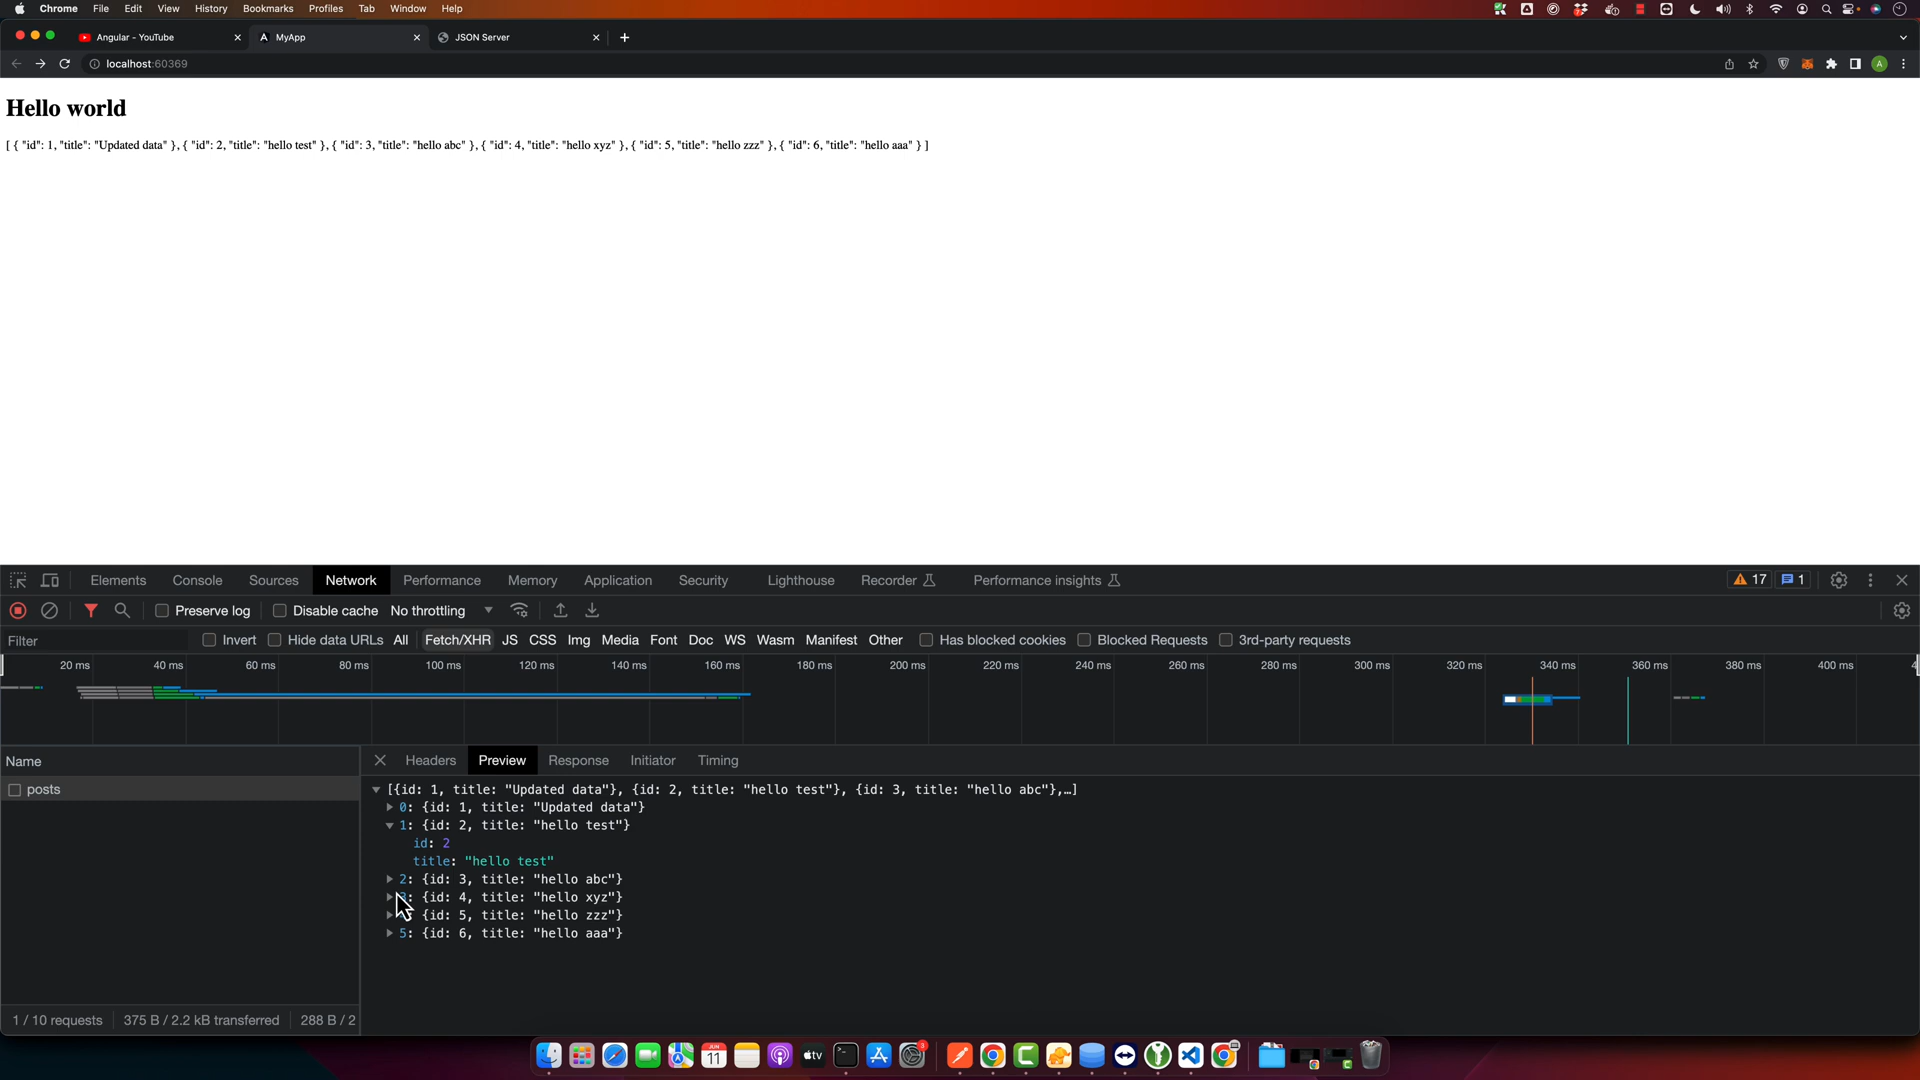 Chrome File Edit View History Bookmarks Profiles Tab Window Help
Angular - YouTube MyApp JSON Server
localhost:60369
A
Hello world
[ { "id": 1, "title": "Updated data" }, { "id": 2, "title": "hello test" }, { "id": 3, "title": "hello abc" }, { "id": 4, "title": "hello xyz" }, { "id": 5, "title": "hello zzz" }, { "id": 6, "title": "hello aaa" } ]
Elements Console Sources Network Performance Memory Application Security Lighthouse Recorder Performance insights 17 1
Preserve log Disable cache No throttling
Filter Invert Hide data URLs All Fetch/XHR JS CSS Img Media Font Doc WS Wasm Manifest Other Has blocked cookies Blocked Requests 3rd-party requests
20 ms 40 ms 60 ms 80 ms 100 ms 120 ms 140 ms 160 ms 180 ms 200 ms 220 ms 240 ms 260 ms 280 ms 300 ms 320 ms 340 ms 360 ms 380 ms 400 ms
Name Headers Preview Response Initiator Timing
posts
[{id: 1, title: "Updated data"}, {id: 2, title: "hello test"}, {id: 3, title: "hello abc"},…]
0: {id: 1, title: "Updated data"}
1: {id: 2, title: "hello test"}
id: 2
title: "hello test"
2: {id: 3, title: "hello abc"}
: {id: 4, title: "hello xyz"}
: {id: 5, title: "hello zzz"}
5: {id: 6, title: "hello aaa"}
1 / 10 requests 375 B / 2.2 kB transferred 288 B / 2
JUN
11
tv
3